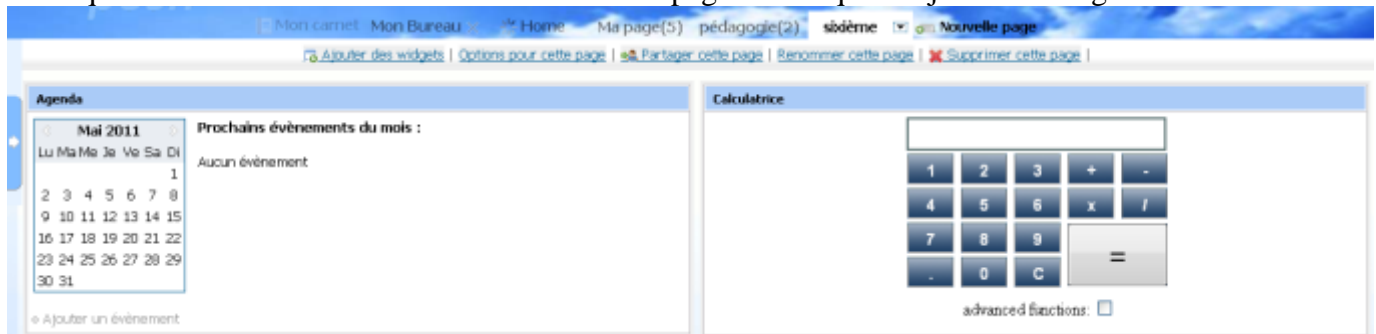 Mon carnet Mon Bureau Home Ma page(5) pédagogie(2) sixième Nouvelle page
Ajouter des widgets | Options pour cette page | Partager cette page | Renommer cette page | Supprimer cette page |
Agenda
Mai 2011
Lu Ma Me Je Ve Sa Di
1
2 3 4 5 6 7 8
9 10 11 12 13 14 15
16 17 18 19 20 21 22
23 24 25 26 27 28 29
30 31
Ajouter un évènement
Prochains évènements du mois :
Aucun évènement
Calculatrice
1 2 3 + -
4 5 6 x /
7 8 9 =
. 0 C
advanced functions: